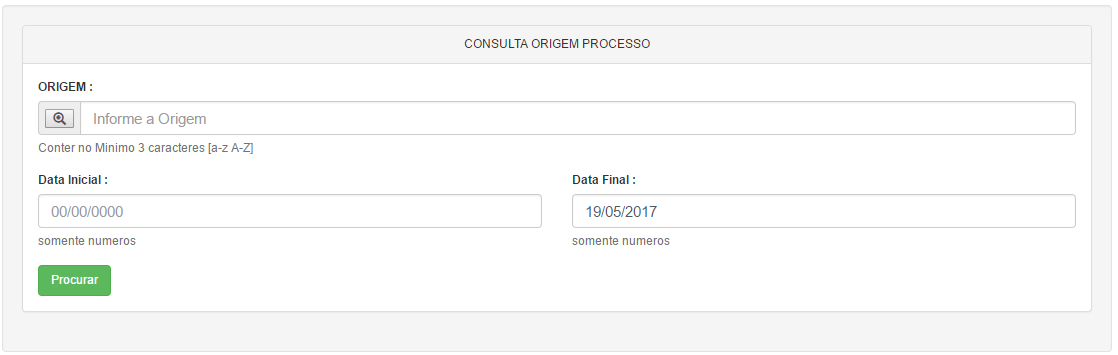 CONSULTA ORIGEM PROCESSO
ORIGEM :
Informe a Origem
Conter no Minimo 3 caracteres [a-z A-Z]
Data Inicial :
00/00/0000
somente numeros
Data Final :
19/05/2017
somente numeros
Procurar